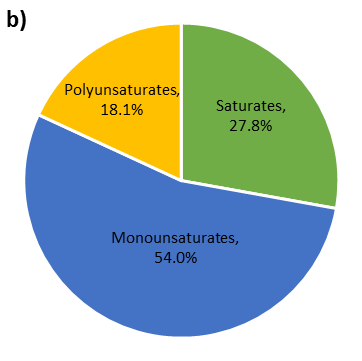 b)
Polyunsaturates,
18.1%
Saturates,
27.8%
Monounsaturates,
54.0%